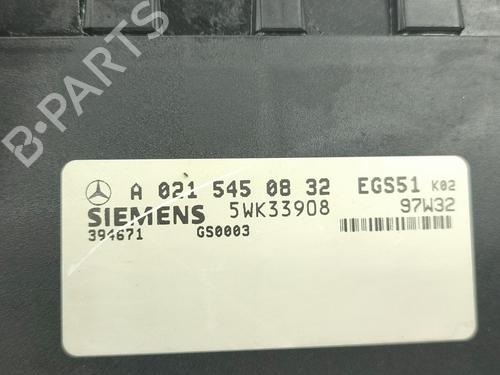 B-PARTS
A 021 545 08 32 EGS51 K02
SIEMENS 5WK33908 97W32
394671 GS0003